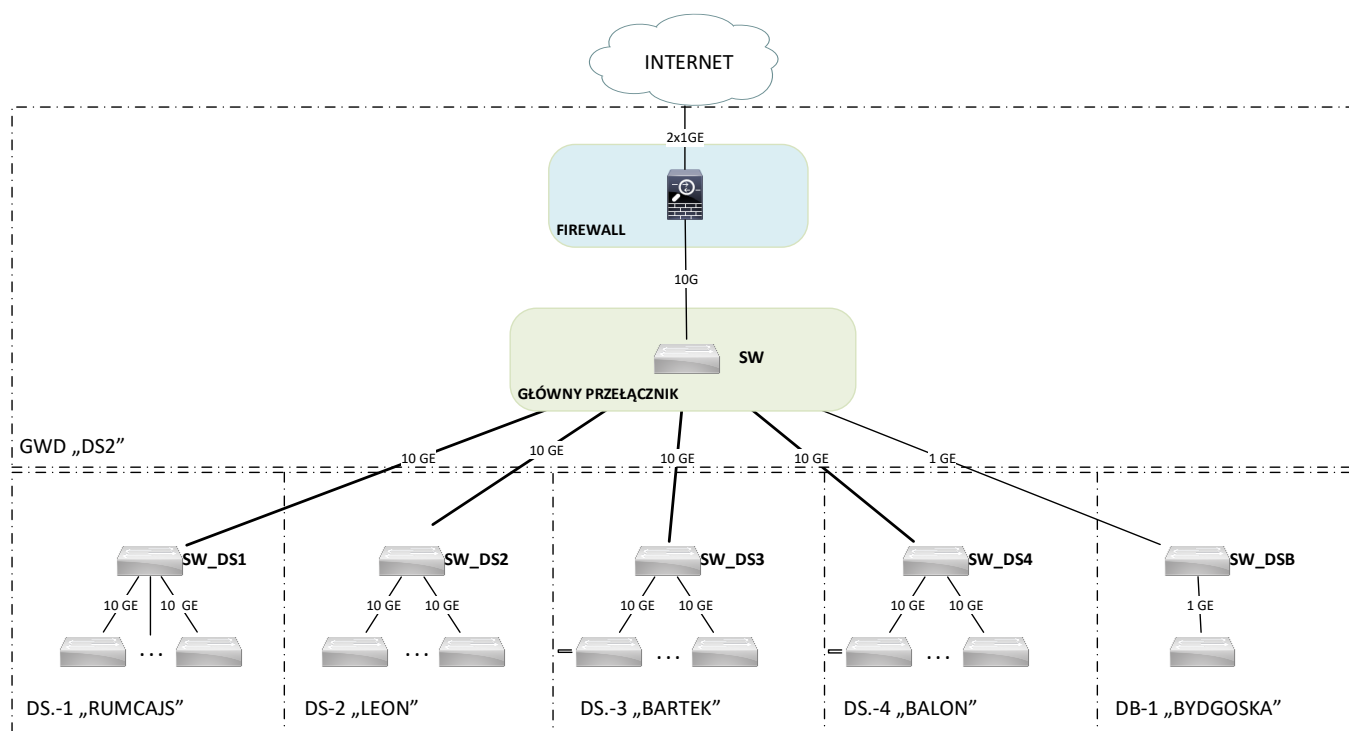 INTERNET
2x1GE
FIREWALL
10G
SW
GŁÓWNY PRZEŁĄCZNIK
GWD „DS2”
10 GE
10 GE
10 GE
10 GE
1 GE
SW_DS1
SW_DS2
SW_DS3
SW_DS4
SW_DSB
10 GE
10 GE
10 GE
10 GE
10 GE
10 GE
10 GE
10 GE
1 GE
...
...
...
...
DS.-1 „RUMCAJS”
DS-2 „LEON”
DS.-3 „BARTEK”
DS.-4 „BALON”
DB-1 „BYDGOSKA”